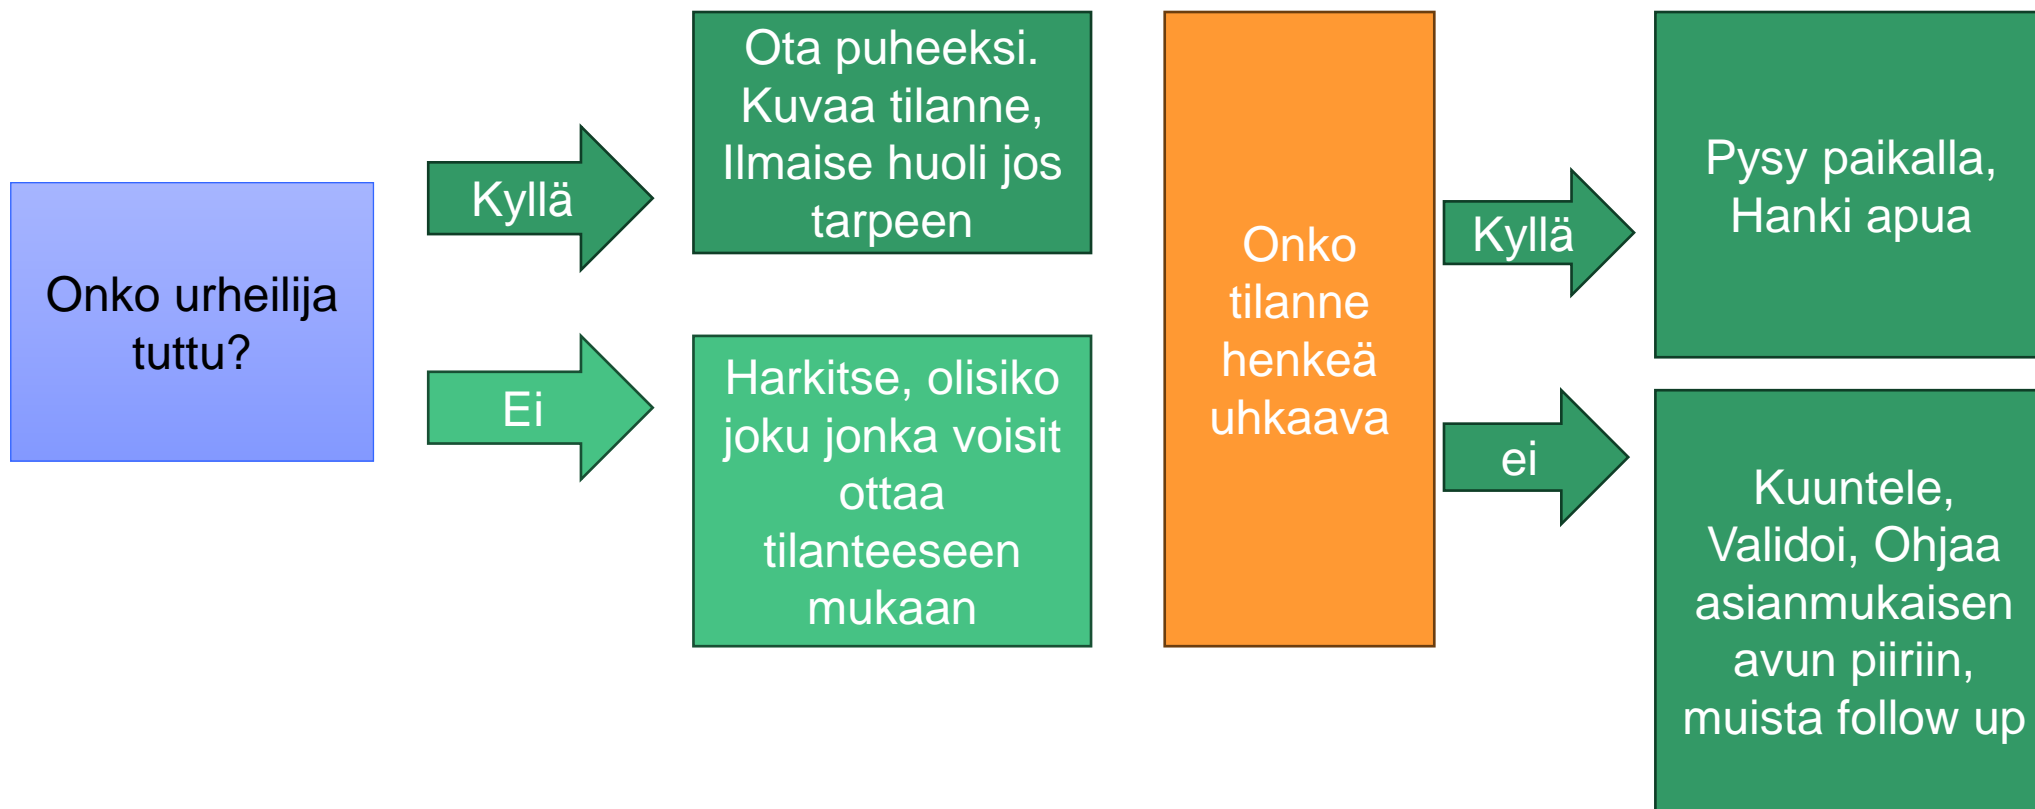 Onko urheilija
tuttu?
Kyllä
Ei
Ota puheeksi.
Kuvaa tilanne,
Ilmaise huoli jos
tarpeen
Harkitse, olisiko
joku jonka voisit
ottaa
tilanteeseen
mukaan
Onko
tilanne
henkeä
uhkaava
Kyllä
ei
Pysy paikalla,
Hanki apua
Kuuntele,
Validoi, Ohjaa
asianmukaisen
avun piiriin,
muista follow up